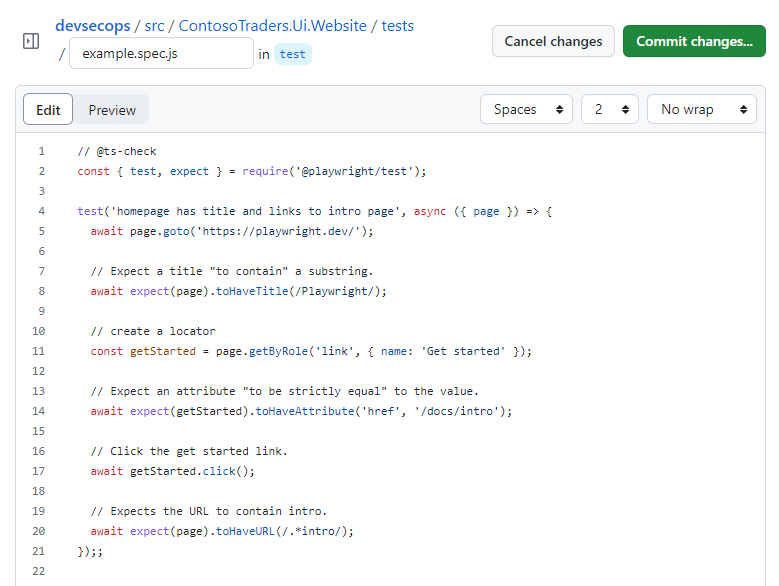 devsecops / src / ContosoTraders.Ui.Website / tests
/ example.spec.js in test
Cancel changes
Commit changes...
Edit
Preview
Spaces
2
No wrap
1 // @ts-check
2 const { test, expect } = require('@playwright/test');
3
4 test('homepage has title and links to intro page', async ({ page }) => {
5   await page.goto('https://playwright.dev/');
6
7   // Expect a title "to contain" a substring.
8   await expect(page).toHaveTitle(/Playwright/);
9
10   // create a locator
11   const getStarted = page.getByRole('link', { name: 'Get started' });
12
13   // Expect an attribute "to be strictly equal" to the value.
14   await expect(getStarted).toHaveAttribute('href', '/docs/intro');
15
16   // Click the get started link.
17   await getStarted.click();
18
19   // Expects the URL to contain intro.
20   await expect(page).toHaveURL(/.*intro/);
21 });;
22